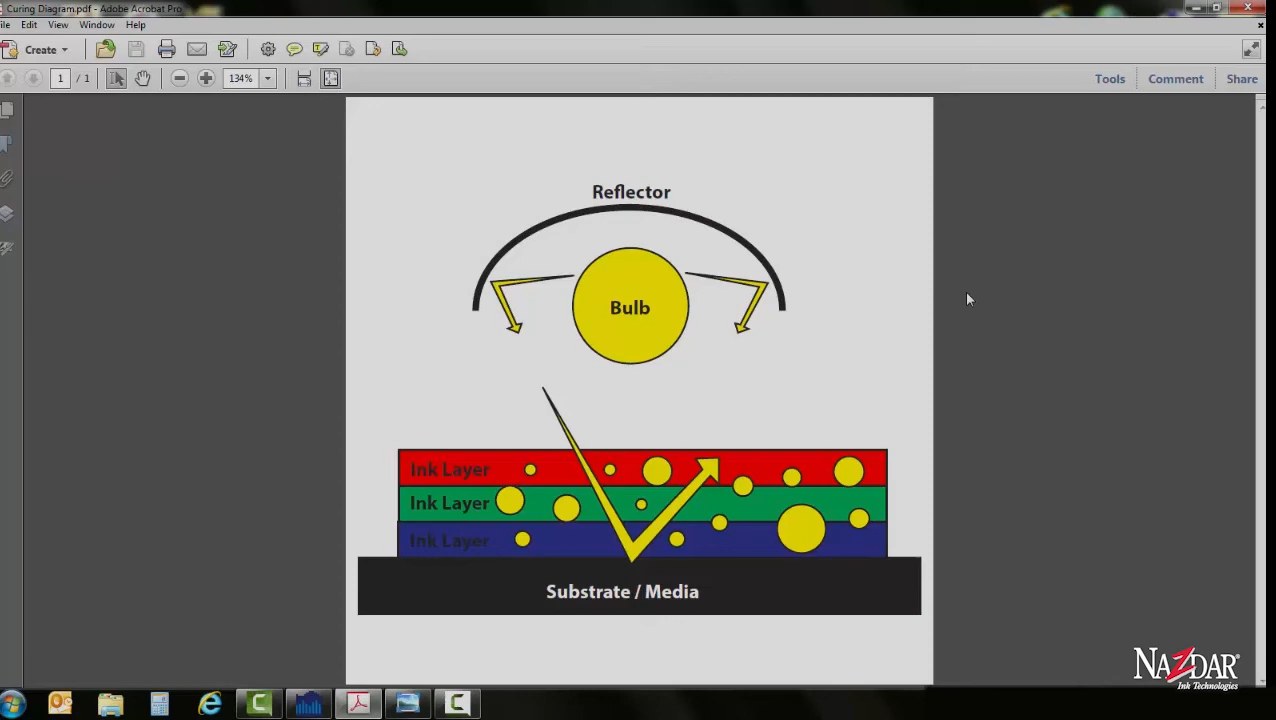 Curing Diagram.pdf - Adobe Acrobat Pro
ile Edit View Window Help
Create
1 / 1 134% Tools Comment Share
Reflector
Bulb
Ink Layer
Ink Layer
Ink Layer
Substrate / Media
NAZDAR
Ink Technologies